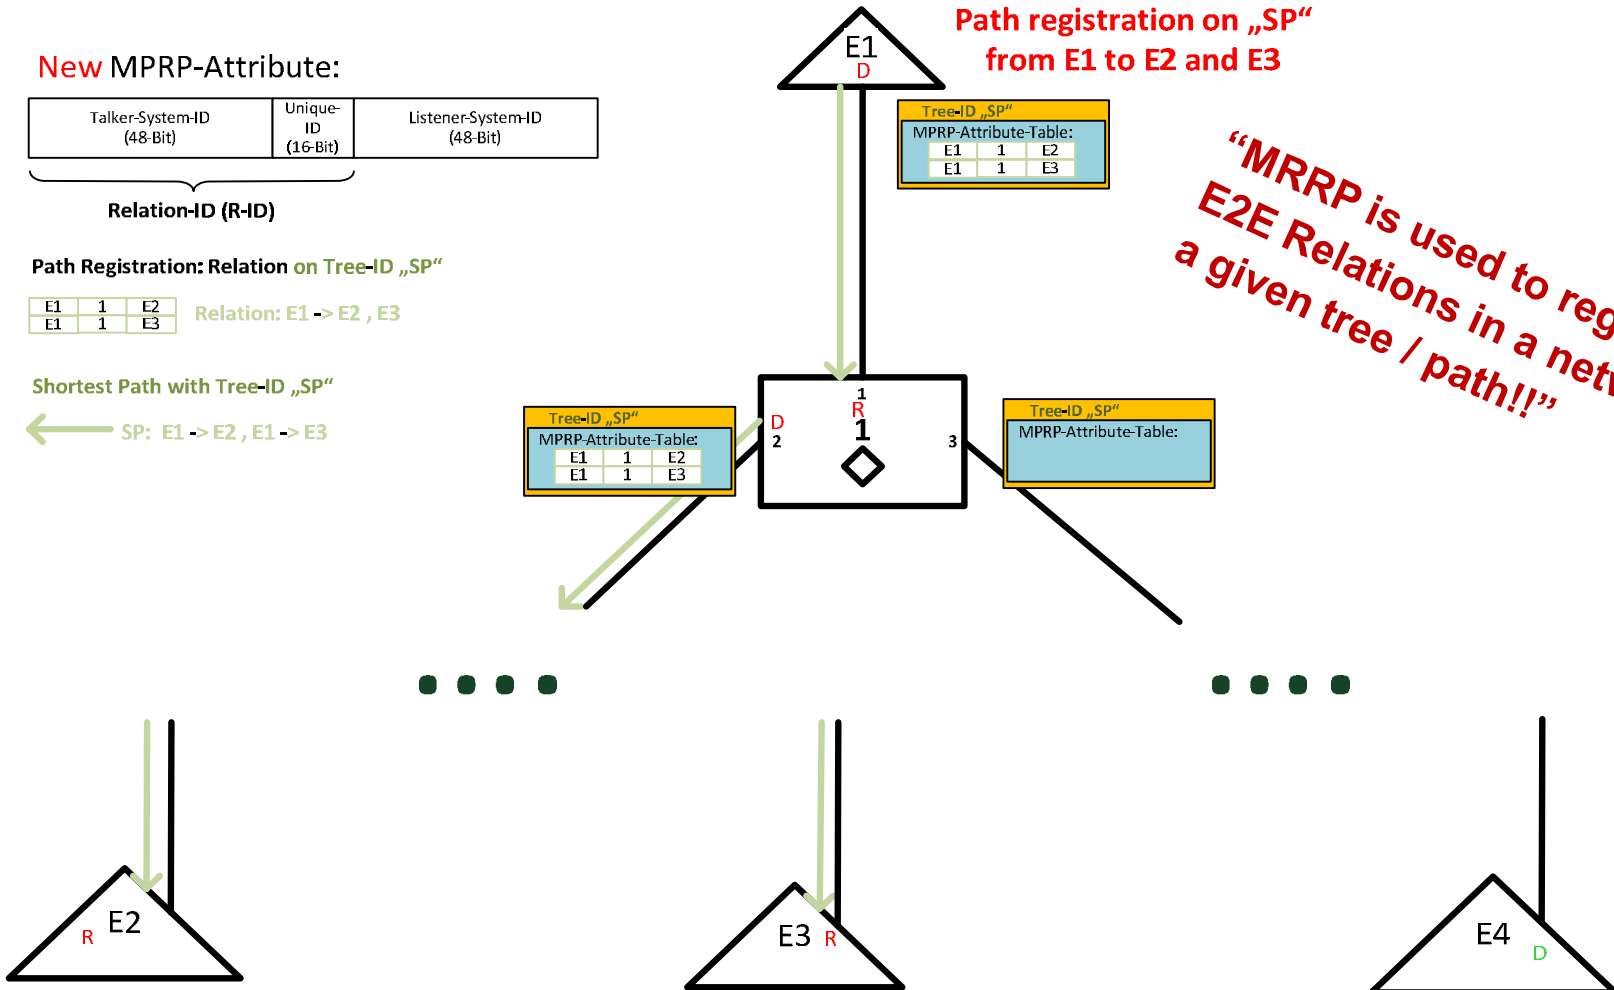 Path registration on „SP“
from E1 to E2 and E3
E1
D
New MPRP-Attribute:
Talker-System-ID
(48-Bit)
Unique-
ID
(16-Bit)
Listener-System-ID
(48-Bit)
Relation-ID (R-ID)
Tree-ID „SP“
MPRP-Attribute-Table:
E1 1 E2
E1 1 E3
“MRRP is used to
E2E Relations in a
a given tree / path!!”
Path Registration: Relation on Tree-ID „SP“
E1 1 E2
E1 1 E3
Relation: E1 -> E2 , E3
Shortest Path with Tree-ID „SP“
SP: E1 -> E2 , E1 -> E3
Tree-ID „SP“
MPRP-Attribute-Table:
E1 1 E2
E1 1 E3
1
R
D
1
2
3
Tree-ID „SP“
MPRP-Attribute-Table:
E2
R
E3
R
E4
D